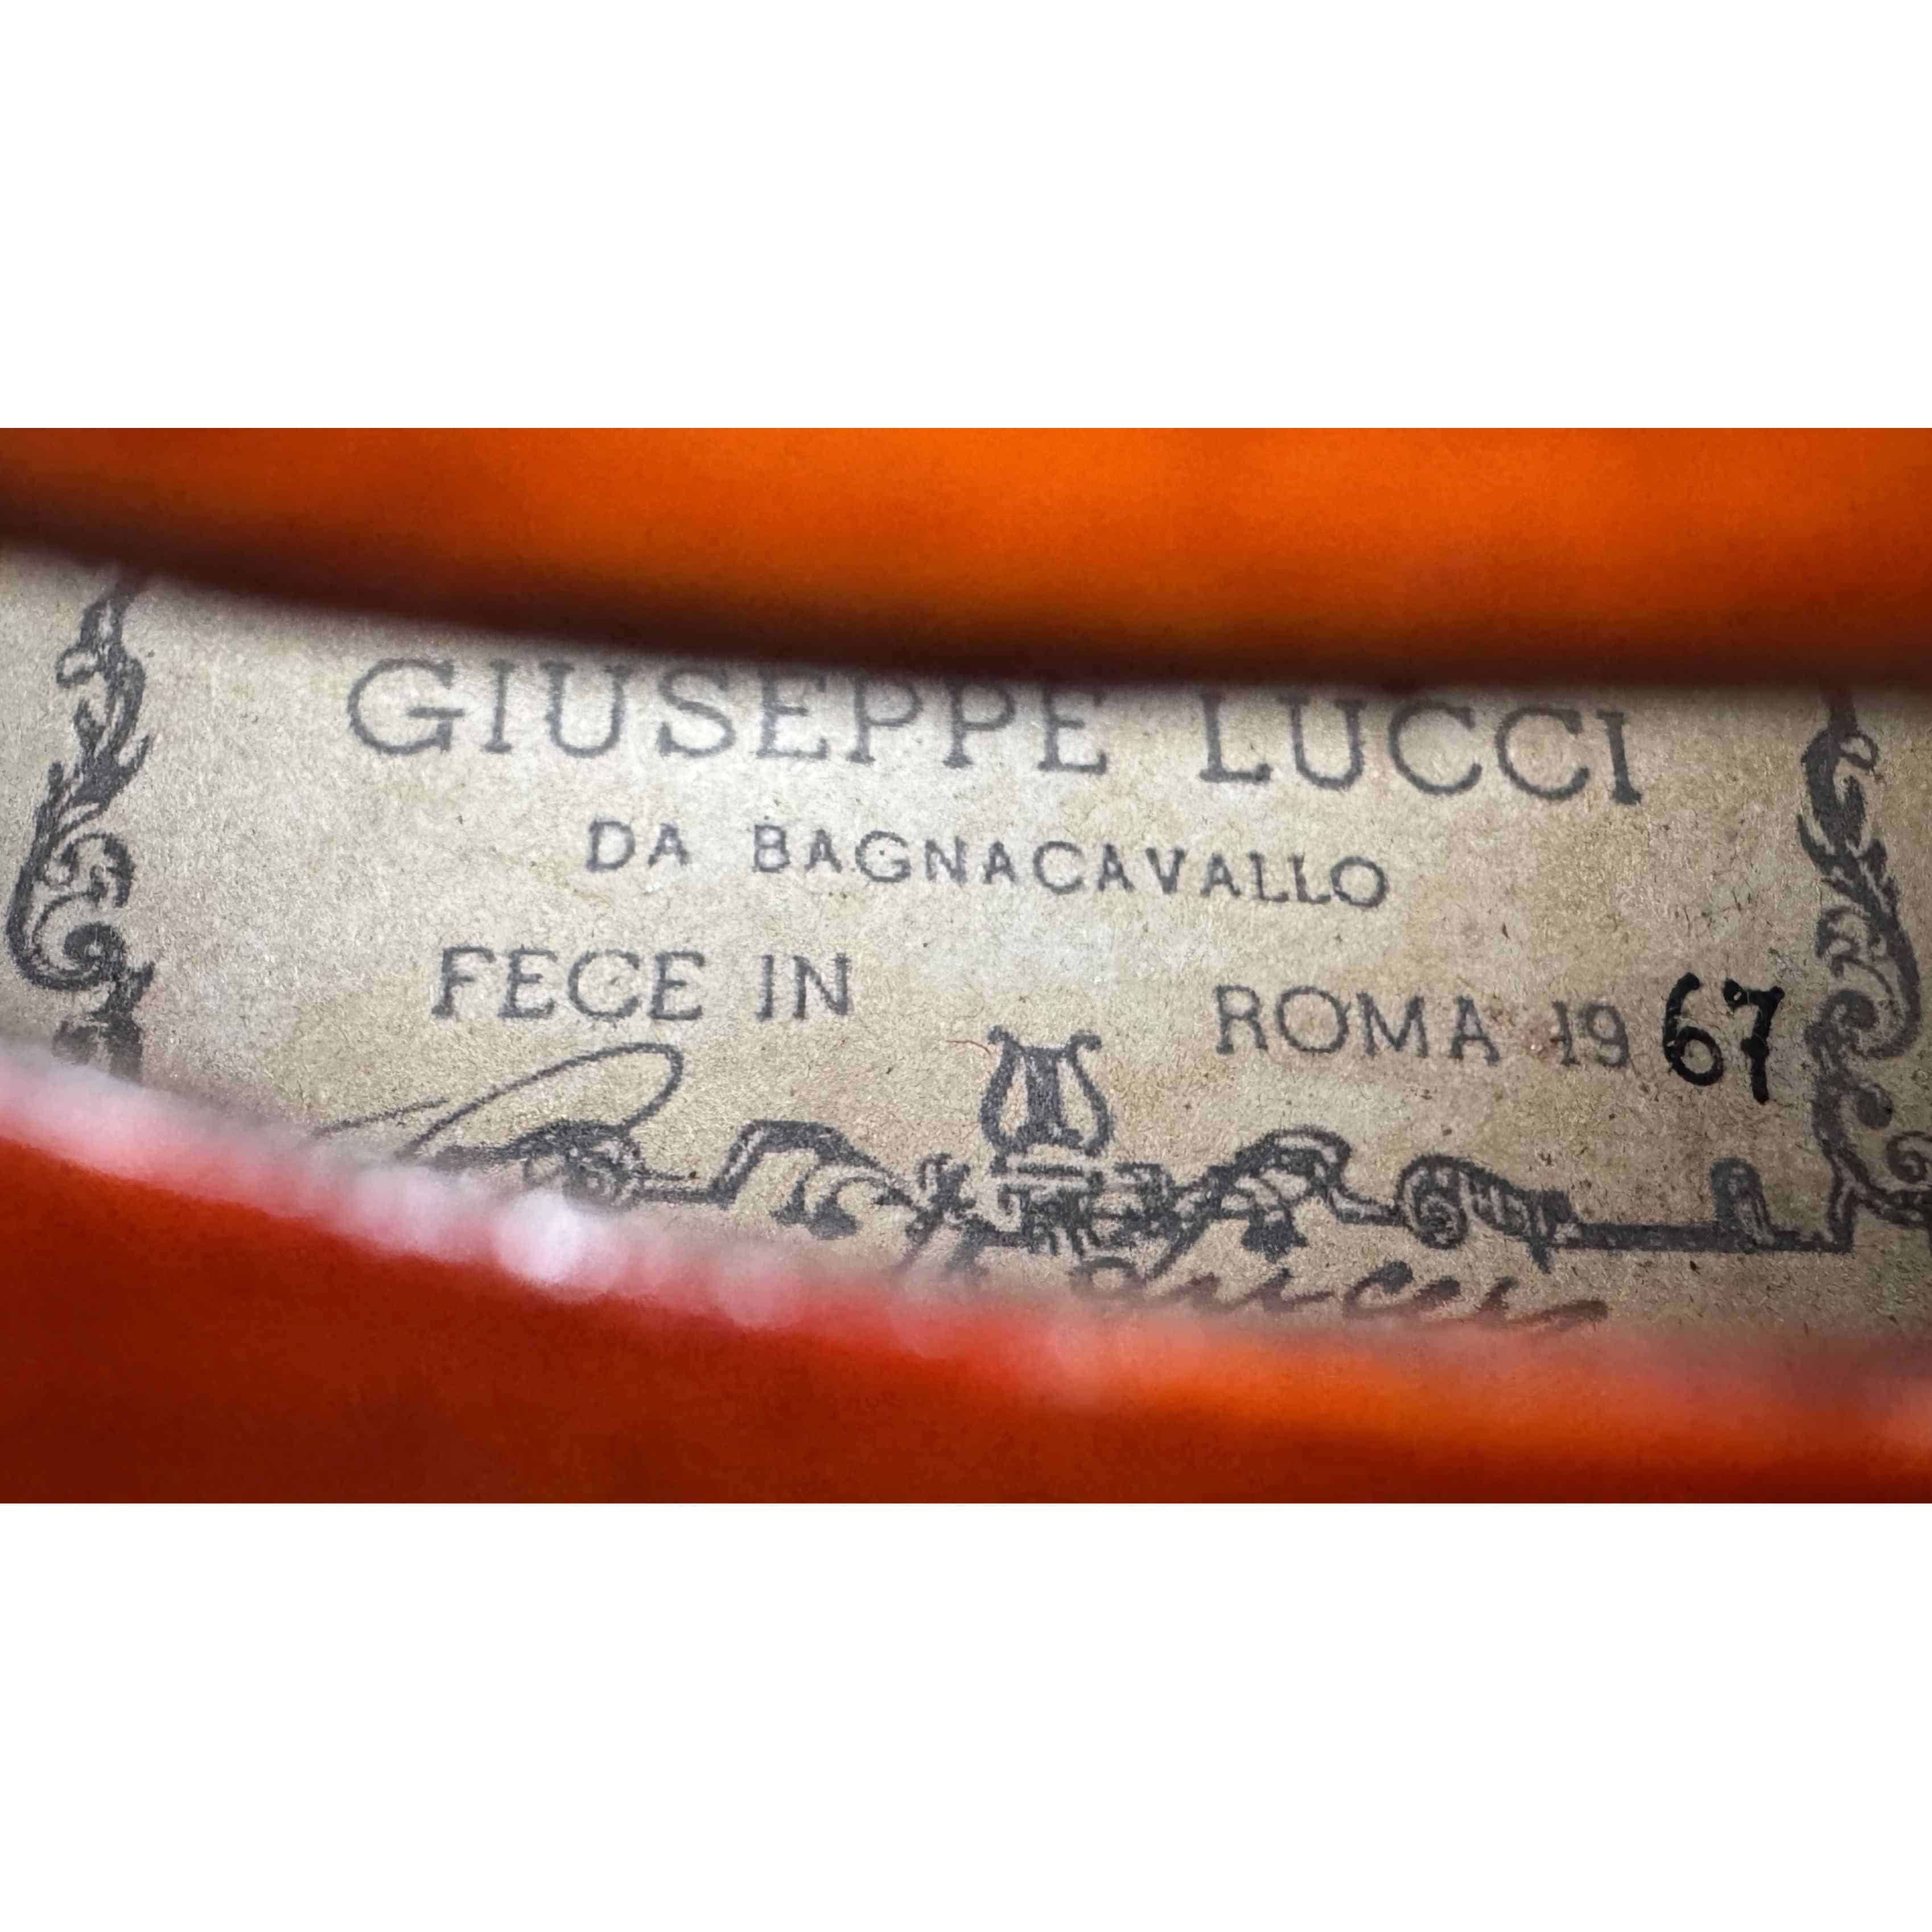 GIUSEPPE LUCCI
DA BAGNACAVALLO
FECE IN ROMA 1967